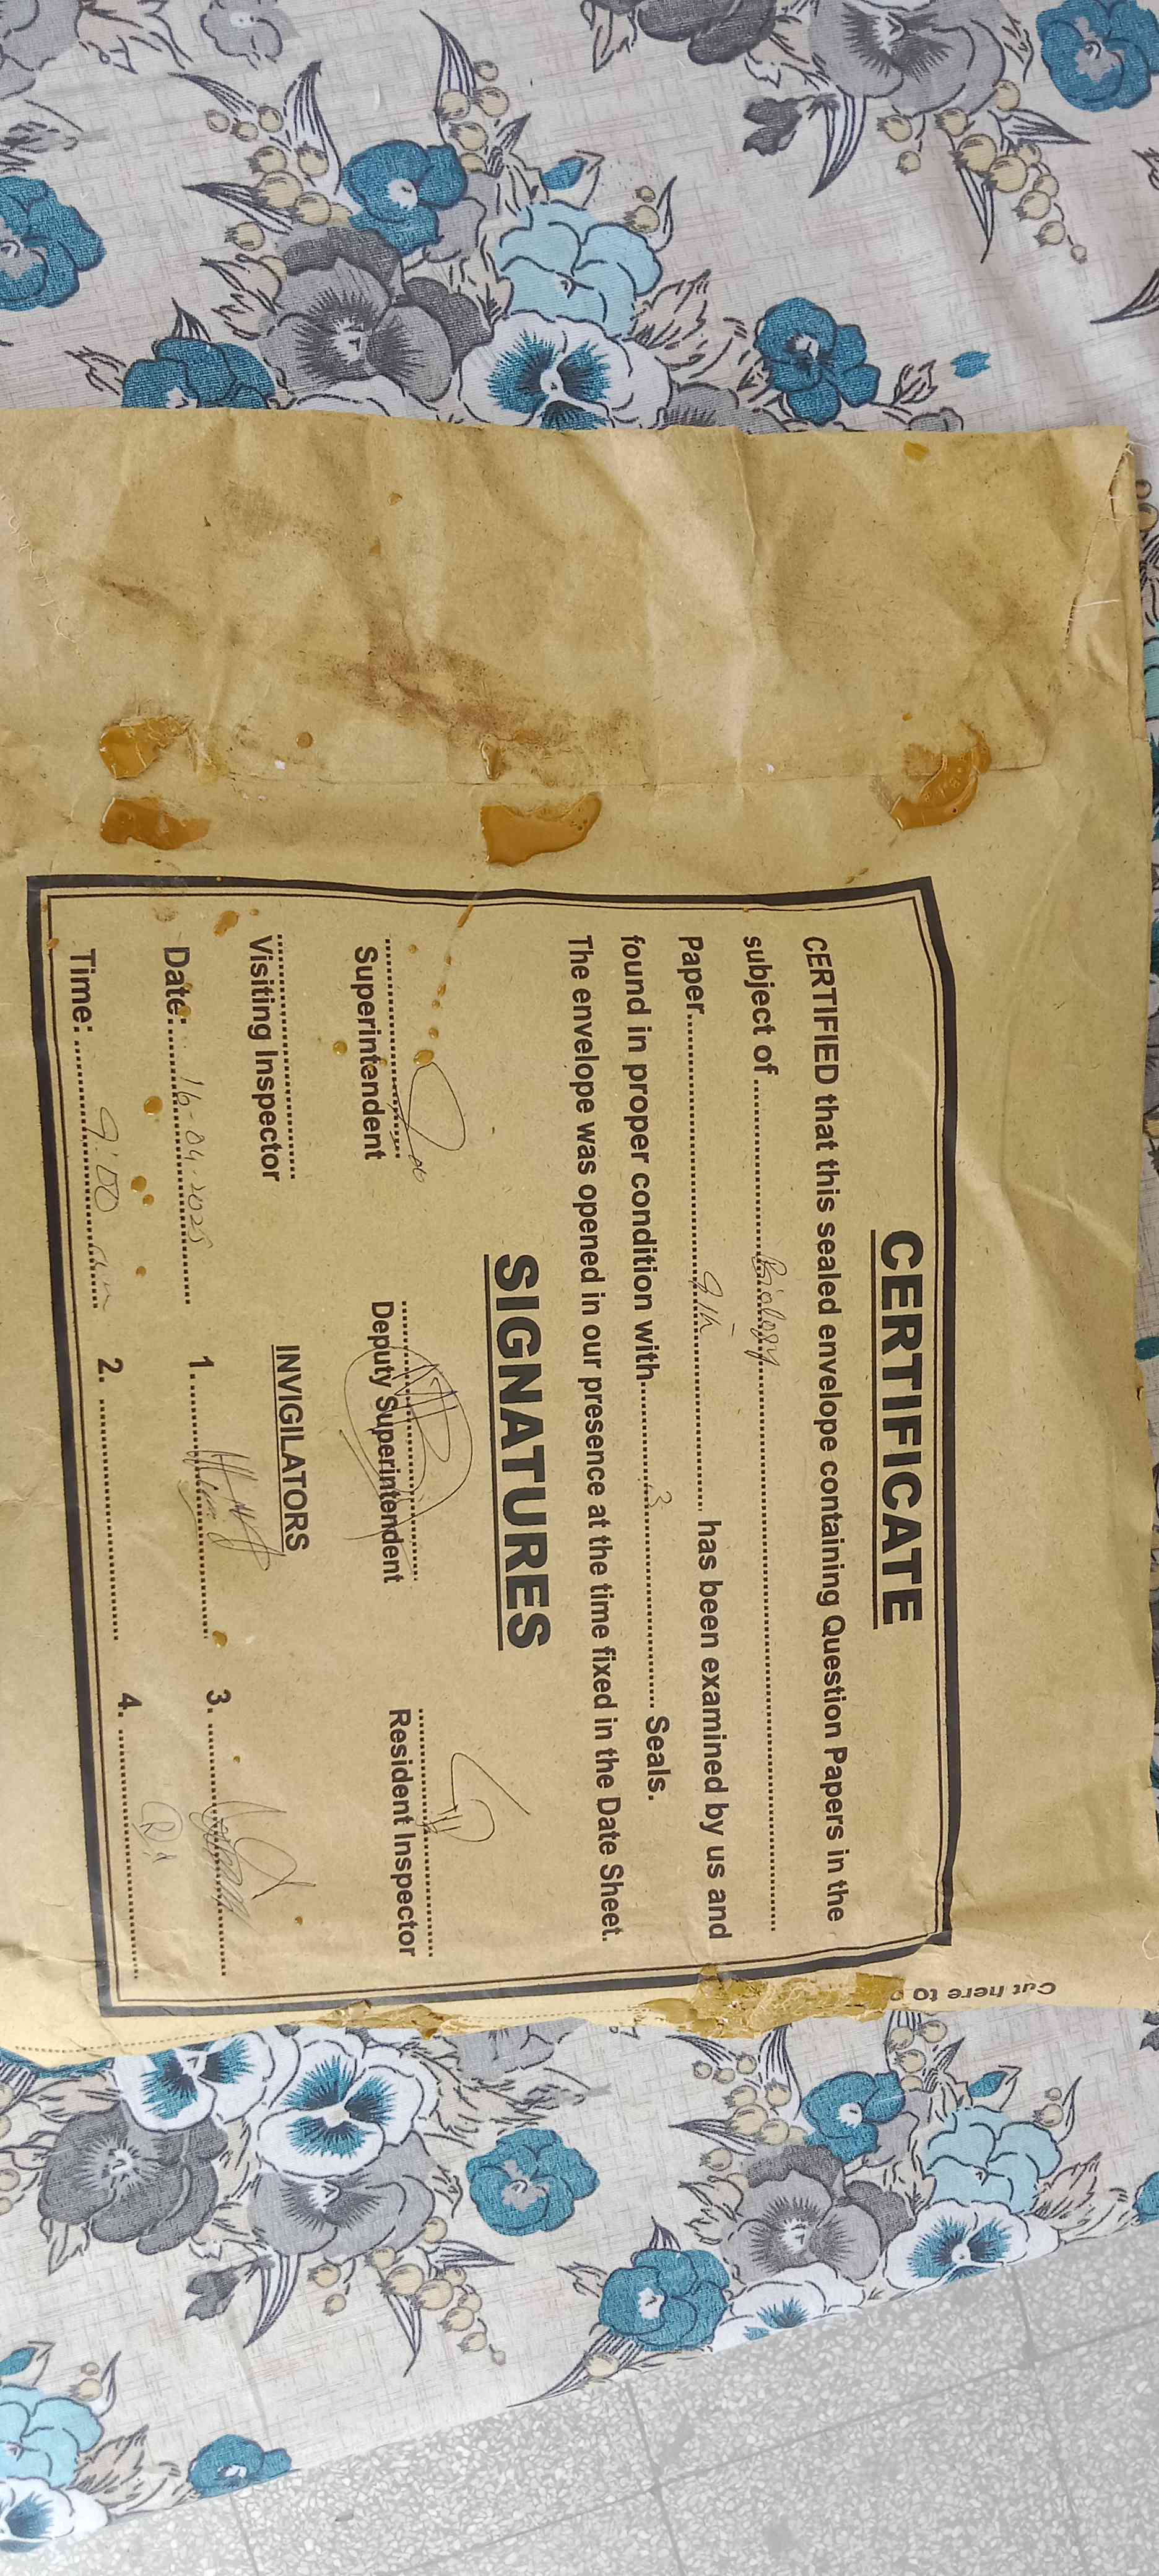 CERTIFICATE
CERTIFIED that this sealed envelope containing Question Papers in the
subject of ............ Biology ............
Paper............ 9th ............ has been examined by us and
found in proper condition with............ 3 ............ Seals.
The envelope was opened in our presence at the time fixed in the Date Sheet.
SIGNATURES
Superintendent Deputy Superintendent Resident Inspector
Visiting Inspector
INVIGILATORS
Date: 16-04-2025 1. 3.
Time: 9:00 am 2. 4.
Cut here to